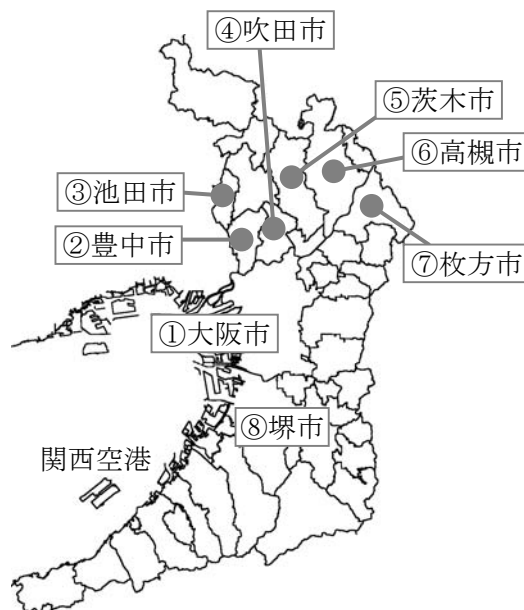 ④吹田市
⑤茨木市
⑥高槻市
③池田市
②豊中市
⑦枚方市
①大阪市
⑧堺市
関西空港